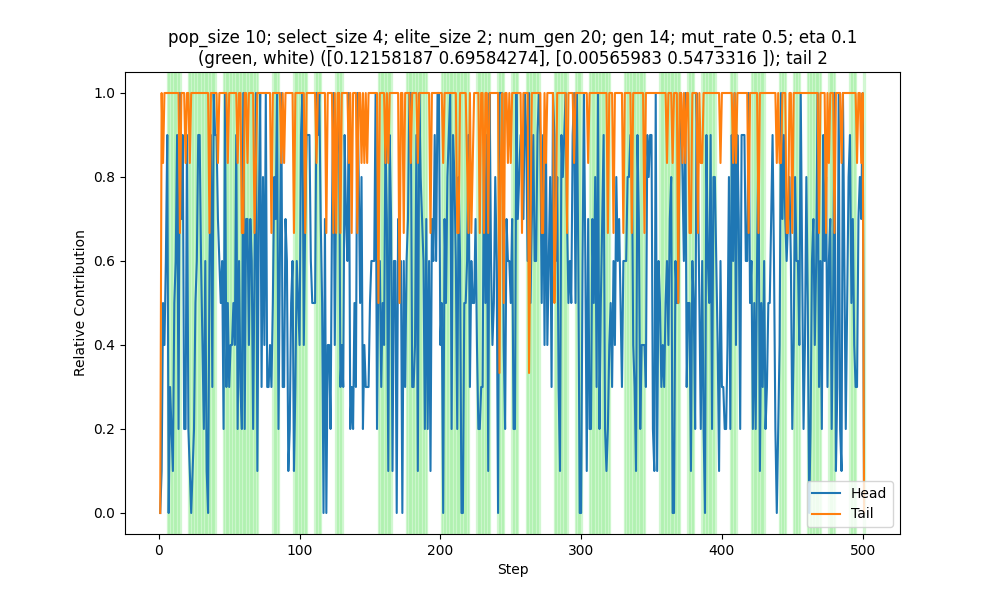 pop_size 10; select_size 4; elite_size 2; num_gen 20; gen 14; mut_rate 0.5; eta 0.1
(green, white) ([0.12158187 0.69584274], [0.00565983 0.5473316 ]); tail 2
1.0
0.8
0.6
0.4
0.2
0.0
Relative Contribution
Head
Tail
0
100
200
300
400
500
Step